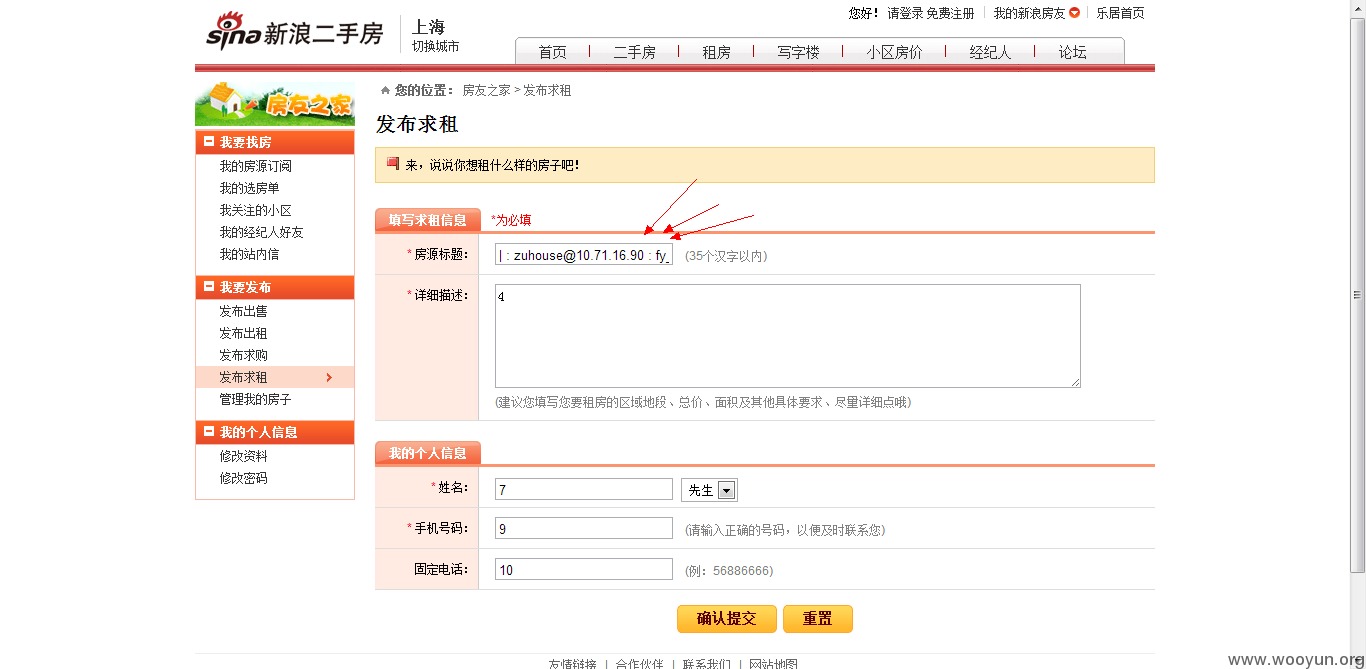 您好！ 请登录 免费注册 我的新浪房友 乐居首页
sina新浪二手房 上海
切换城市
首页 二手房 租房 写字楼 小区房价 经纪人 论坛
房友之家
您的位置： 房友之家 > 发布求租
发布求租
来，说说你想租什么样的房子吧！
我要找房
我的房源订阅
我的选房单
我关注的小区
我的经纪人好友
我的站内信
我要发布
发布出售
发布出租
发布求购
发布求租
管理我的房子
我的个人信息
修改资料
修改密码
填写求租信息 *为必填
*房源标题： | : zuhouse@10.71.16.90 : fy_ (35个汉字以内)
*详细描述： 4
(建议您填写您要租房的区域地段、总价、面积及其他具体要求、尽量详细点哦)
我的个人信息
*姓名： 7 先生
*手机号码： 9 (请输入正确的号码，以便及时联系您)
固定电话： 10 (例：56886666)
确认提交 重置
友情链接 | 合作伙伴 | 联系我们 | 网站地图
www.wooyun.org